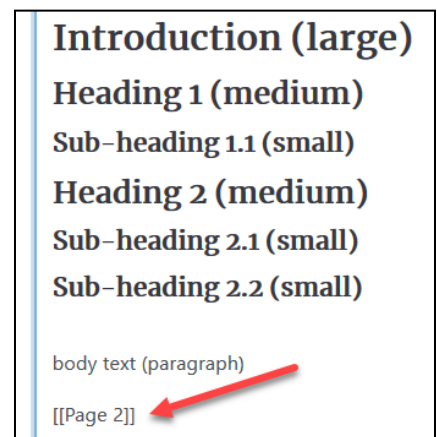 Introduction (large)
Heading 1 (medium)
Sub-heading 1.1 (small)
Heading 2 (medium)
Sub-heading 2.1 (small)
Sub-heading 2.2 (small)
body text (paragraph)
[[Page 2]]